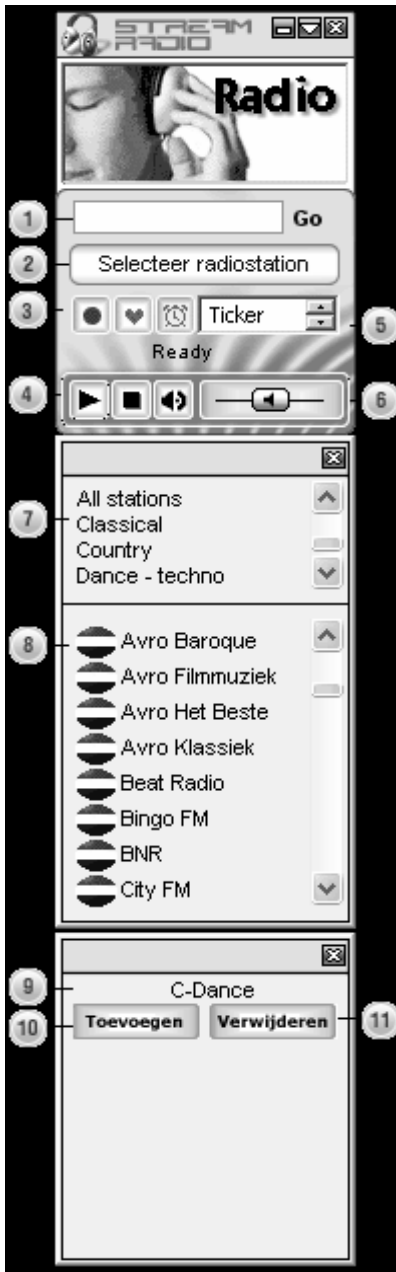 STREAM
RADIO
Radio
1
Go
2
Selecteer radiostation
3
Ticker
5
Ready
4
6
7
All stations
Classical
Country
Dance - techno
8
Avro Baroque
Avro Filmmuziek
Avro Het Beste
Avro Klassiek
Beat Radio
Bingo FM
BNR
City FM
9
C-Dance
10
Toevoegen
Verwijderen
11